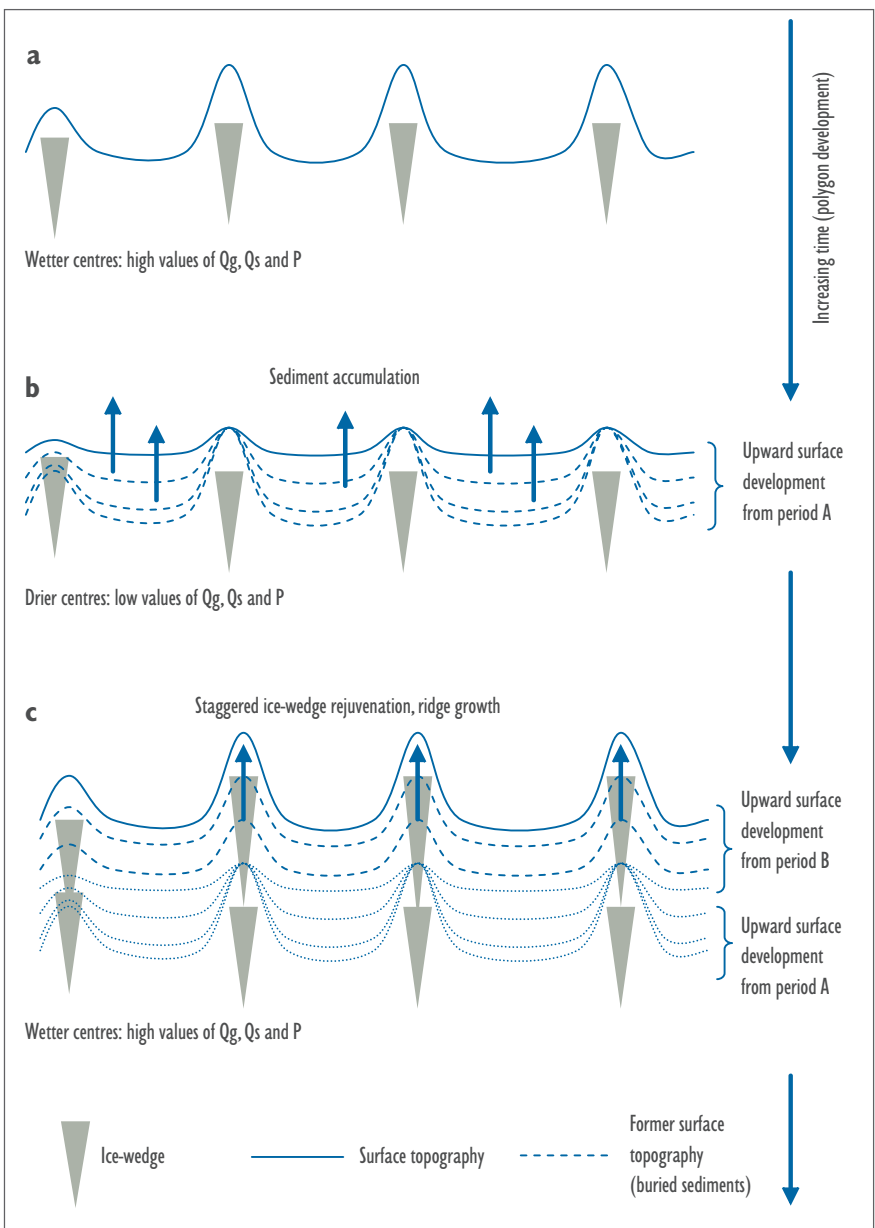 a
Wetter centres: high values of Qg, Qs and P
Increasing time (polygon development)
b
Sediment accumulation
Upward surface
development
from period A
Drier centres: low values of Qg, Qs and P
c
Staggered ice-wedge rejuvenation, ridge growth
Upward surface
development
from period B
Upward surface
development
from period A
Wetter centres: high values of Qg, Qs and P
Ice-wedge
Surface topography
Former surface
topography
(buried sediments)